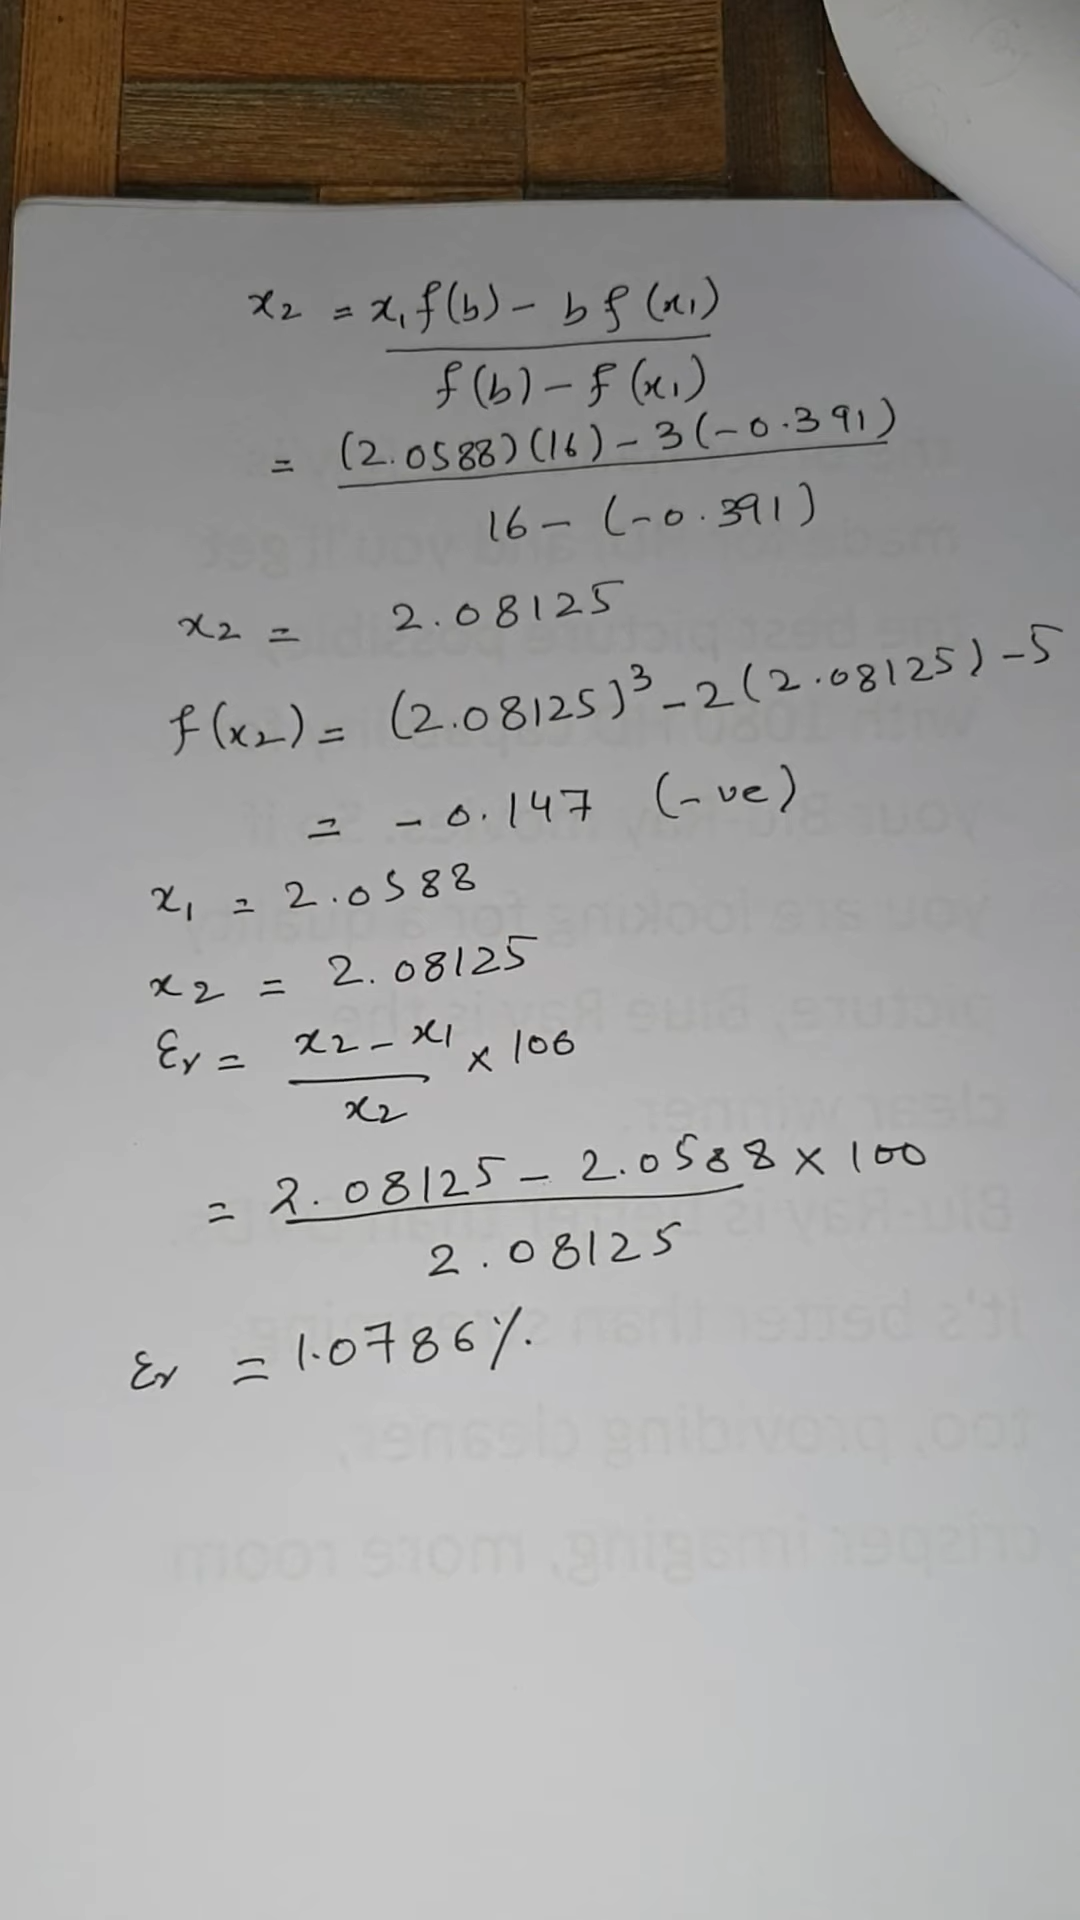 x₂ = x₁f(b) - bf(x₁)
f(b) - f(x₁)
= (2.0588)(16) - 3(-0.391)
16 - (-0.391)
x₂ = 2.08125
f(x₂) = (2.08125)³ - 2(2.08125) - 5
= -0.147 (-ve)
x₁ = 2.0588
x₂ = 2.08125
Ɛr = x₂ - x₁ × 100
x₂
= 2.08125 - 2.0588 × 100
2.08125
Ɛr = 1.0786%.